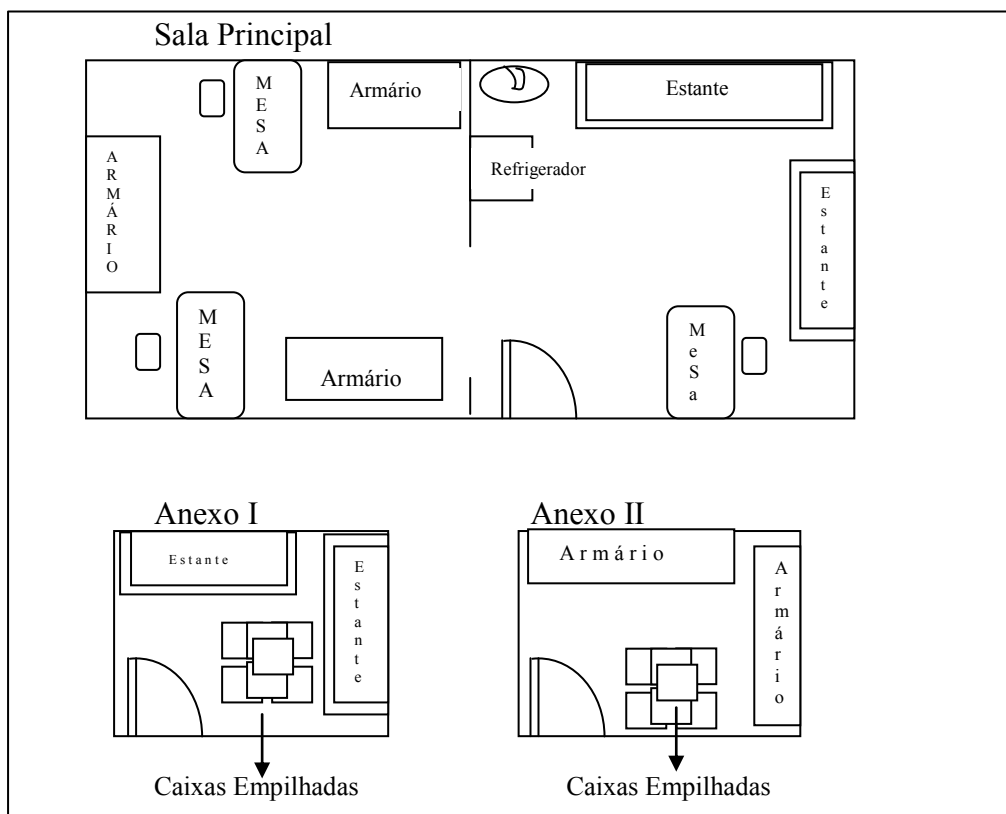 Sala Principal
MESA
Armário
Estante
ARMÁRIO
Refrigerador
Estante
MESA
Armário
MeSa
Anexo I
Anexo II
Estante
Estante
Armário
Armário
Caixas Empilhadas
Caixas Empilhadas